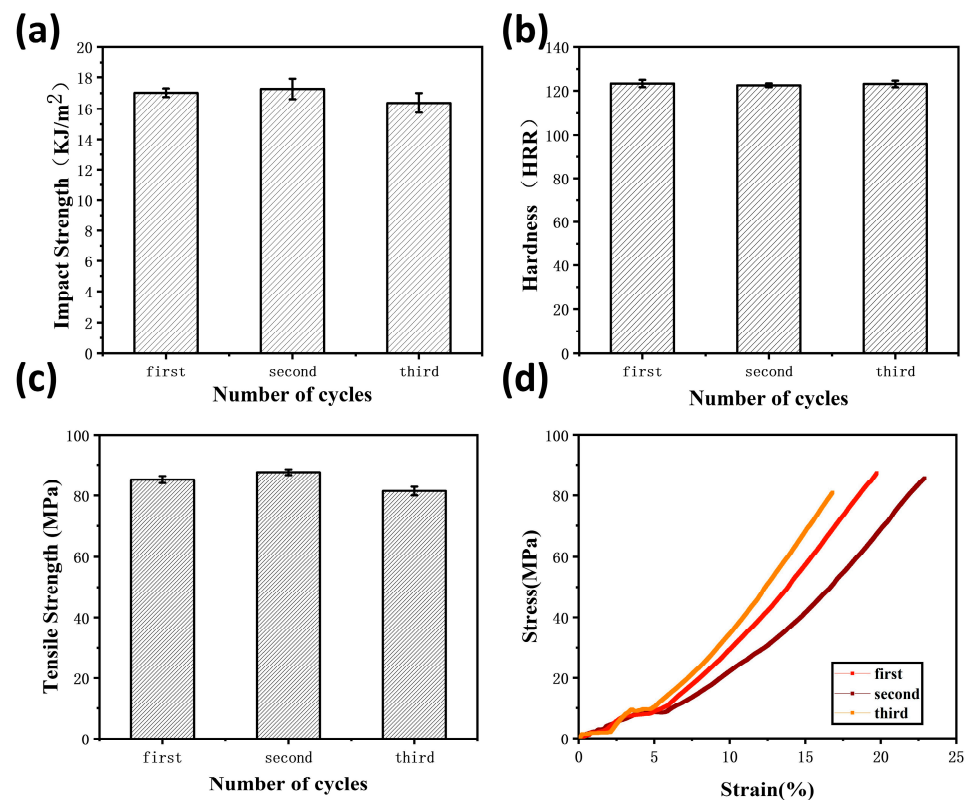 (a)
20
18
16
14
12
10
8
6
4
2
0
Impact Strength（KJ/m²）
first second third
Number of cycles
(b)
140
120
100
80
60
40
20
0
Hardness （HRR）
first second third
Number of cycles
(c)
100
80
60
40
20
0
Tensile Strength (MPa)
first second third
Number of cycles
(d)
100
80
60
40
20
0
Stress(MPa)
first
second
third
0 5 10 15 20 25
Strain(%)